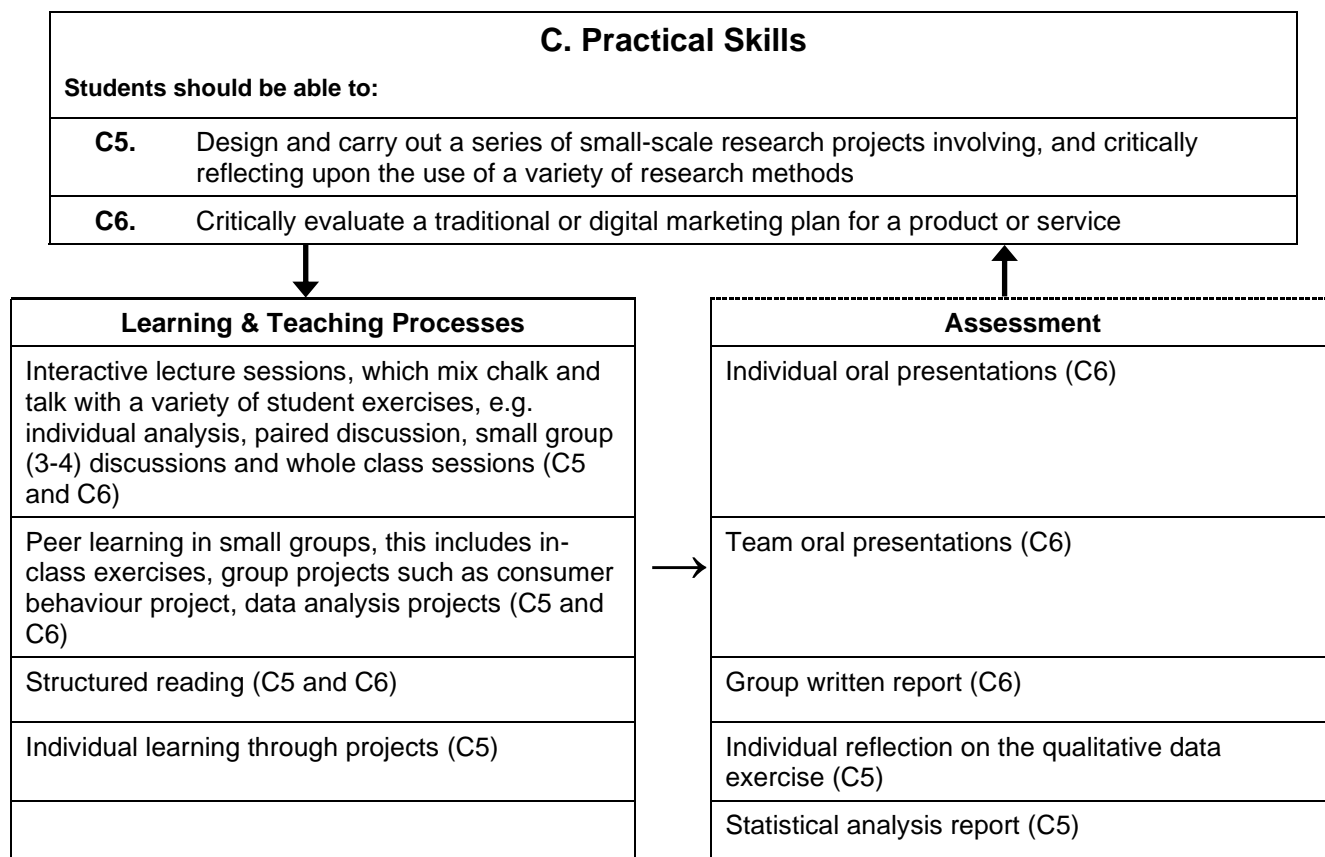 C. Practical Skills
Students should be able to:
C5. Design and carry out a series of small-scale research projects involving, and critically
reflecting upon the use of a variety of research methods
C6. Critically evaluate a traditional or digital marketing plan for a product or service
Learning & Teaching Processes
Interactive lecture sessions, which mix chalk and
talk with a variety of student exercises, e.g.
individual analysis, paired discussion, small group
(3-4) discussions and whole class sessions (C5
and C6)
Peer learning in small groups, this includes in-
class exercises, group projects such as consumer
behaviour project, data analysis projects (C5 and
C6)
Structured reading (C5 and C6)
Individual learning through projects (C5)
Assessment
Individual oral presentations (C6)
Team oral presentations (C6)
Group written report (C6)
Individual reflection on the qualitative data
exercise (C5)
Statistical analysis report (C5)